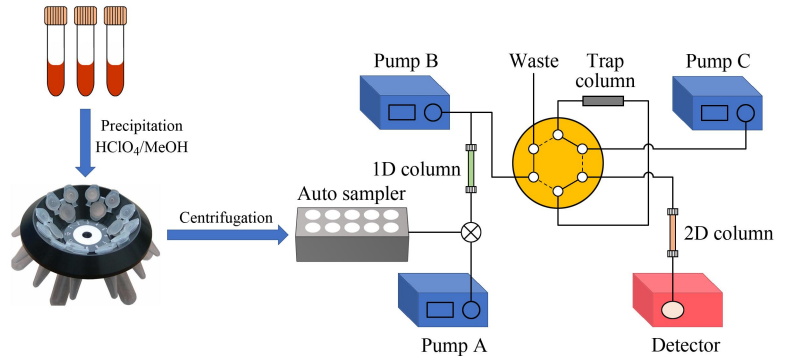 Precipitation
HClO4/MeOH
Centrifugation
Auto sampler
Pump B
1D column
Pump A
Waste
Trap
column
Pump C
2D column
Detector